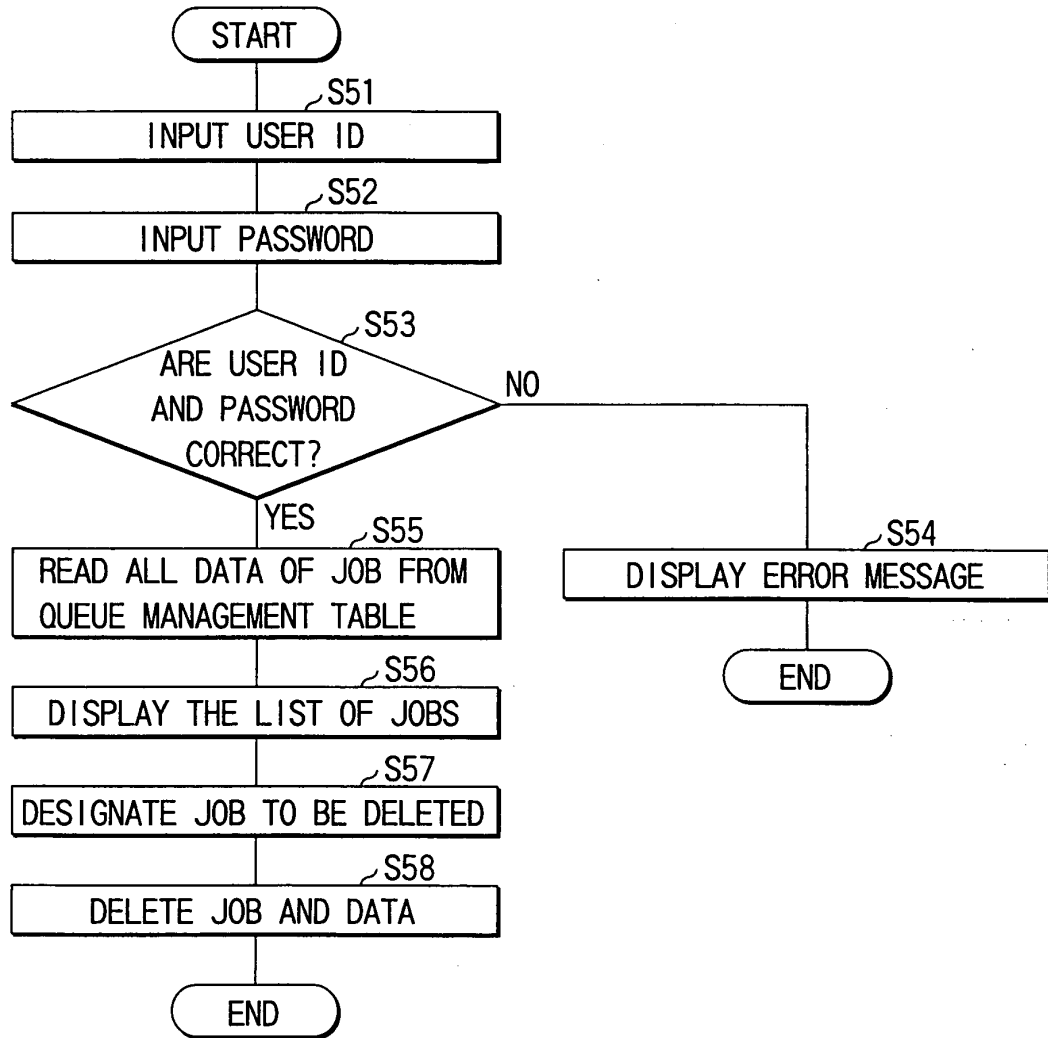 START
S51
INPUT USER ID
S52
INPUT PASSWORD
S53
ARE USER ID
AND PASSWORD
CORRECT?
NO
YES
S55
READ ALL DATA OF JOB FROM
QUEUE MANAGEMENT TABLE
S54
DISPLAY ERROR MESSAGE
END
S56
DISPLAY THE LIST OF JOBS
S57
DESIGNATE JOB TO BE DELETED
S58
DELETE JOB AND DATA
END